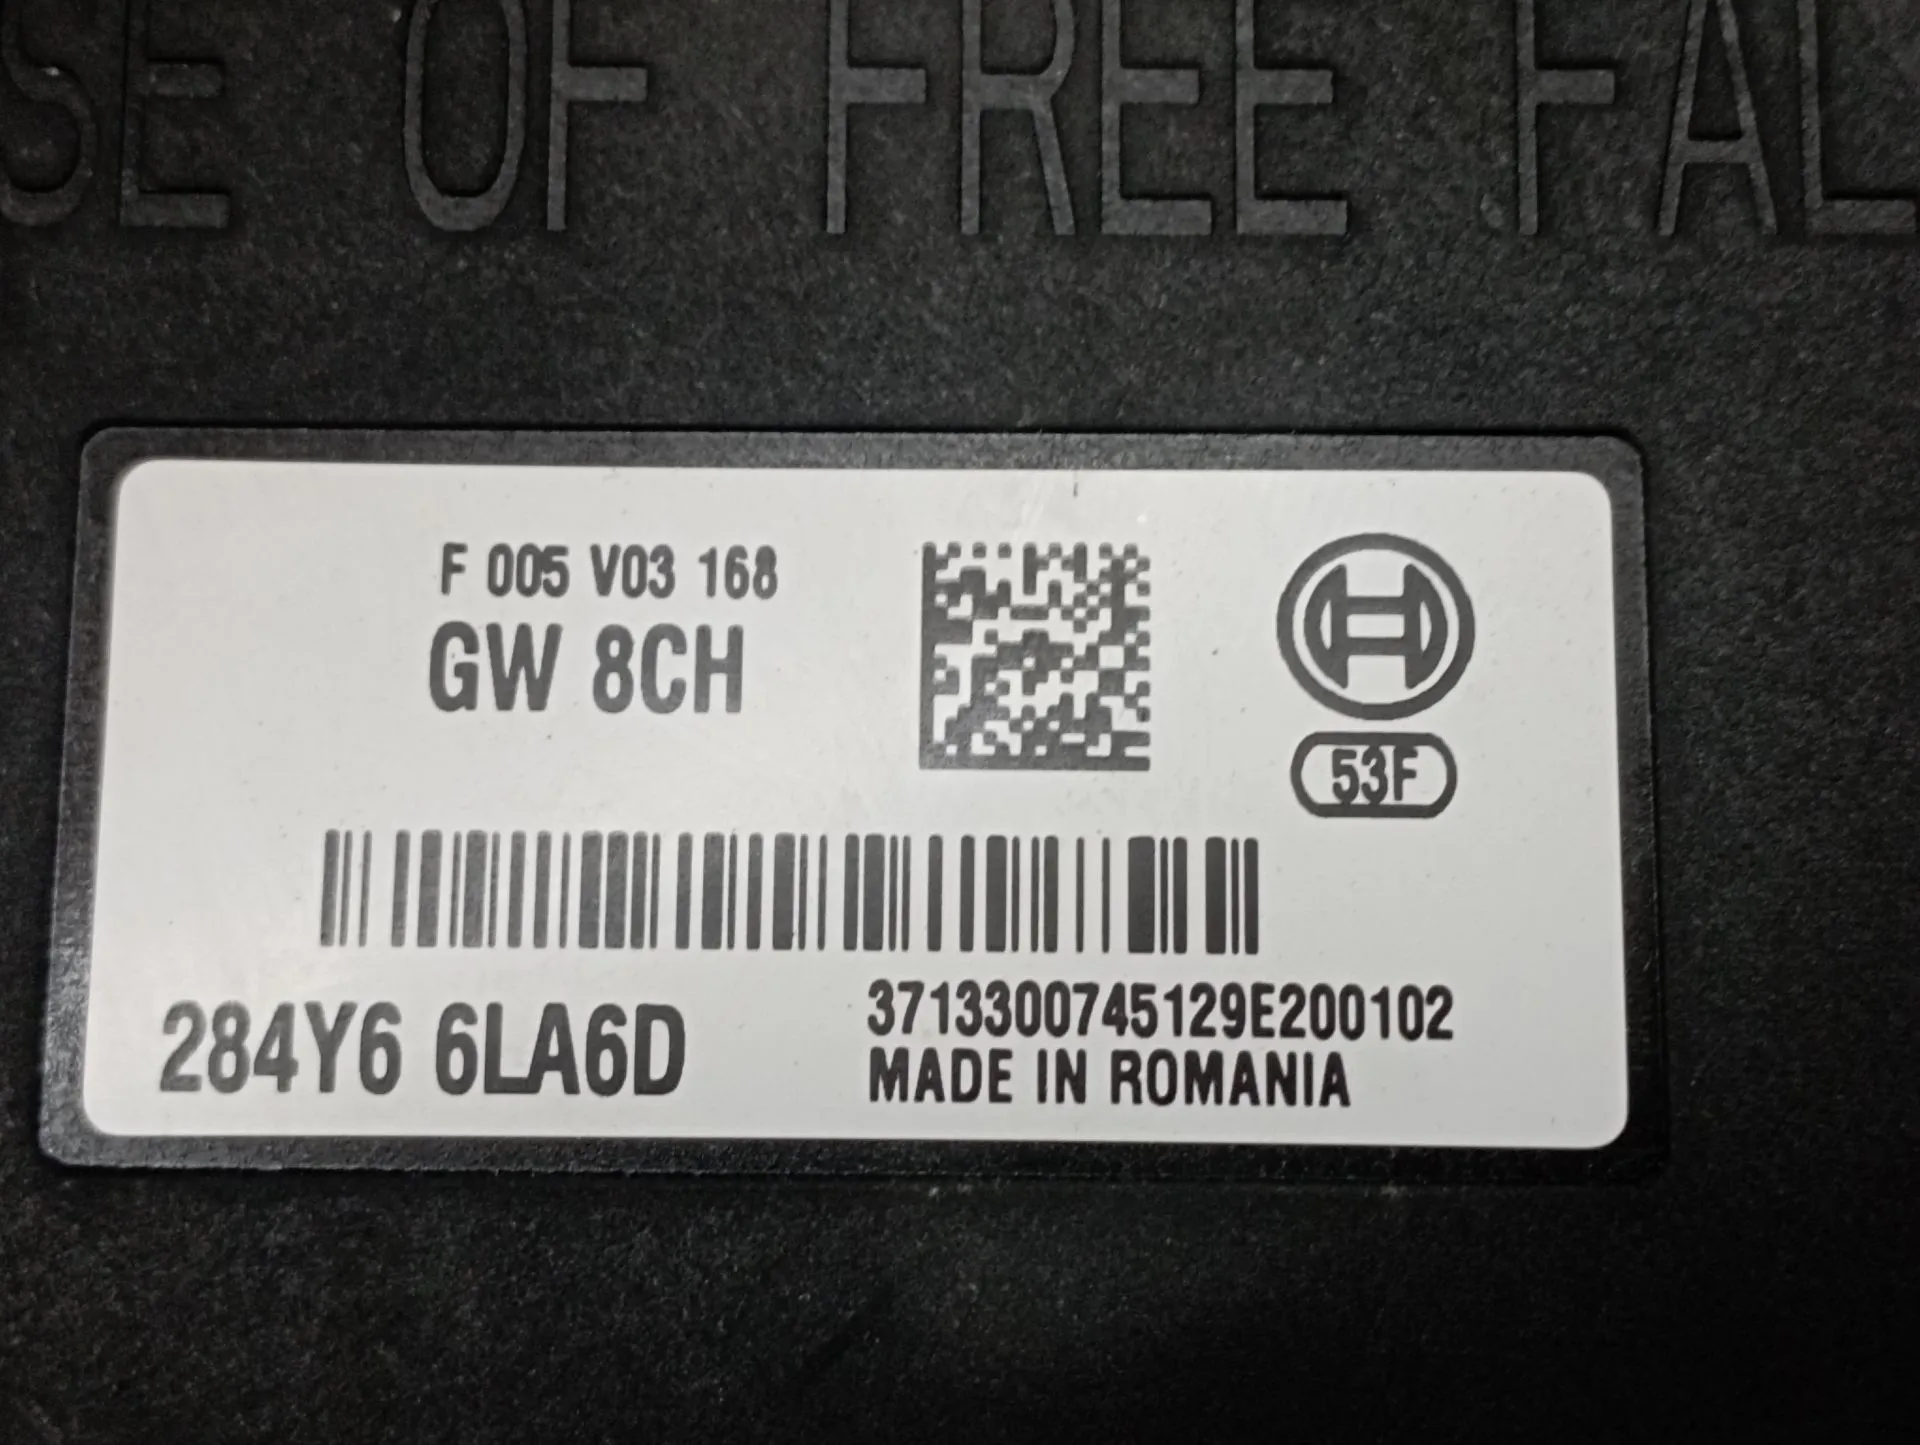 SE OF FREE FAL
F 005 V03 168
GW 8CH
53F
284Y6 6LA6D
3713300745129E200102
MADE IN ROMANIA